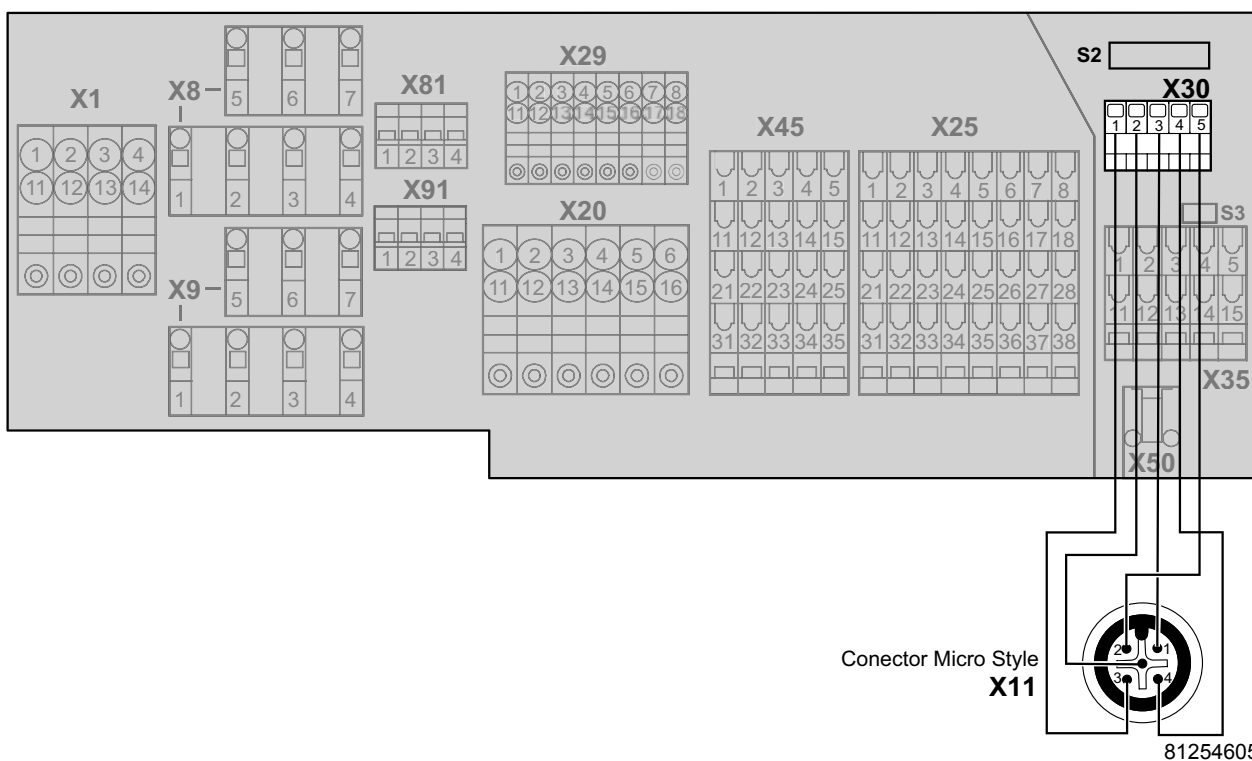 S2
X30
1 2 3 4 5
X29
1 2 3 4 5 6 7 8
11 12 13 14 15 16 17 18
X8
5 6 7
1 2 3 4
X81
1 2 3 4
X1
1 2 3 4
11 12 13 14
X45
1 2 3 4 5
11 12 13 14 15
21 22 23 24 25
31 32 33 34 35
X25
1 2 3 4 5 6 7 8
11 12 13 14 15 16 17 18
21 22 23 24 25 26 27 28
31 32 33 34 35 36 37 38
X91
1 2 3 4
X20
1 2 3 4 5 6
11 12 13 14 15 16
X9
5 6 7
1 2 3 4
S3
1 2 3 4 5
11 12 13 14 15
X35
X50
Conector Micro Style
X11
2 1
3 4
81254605